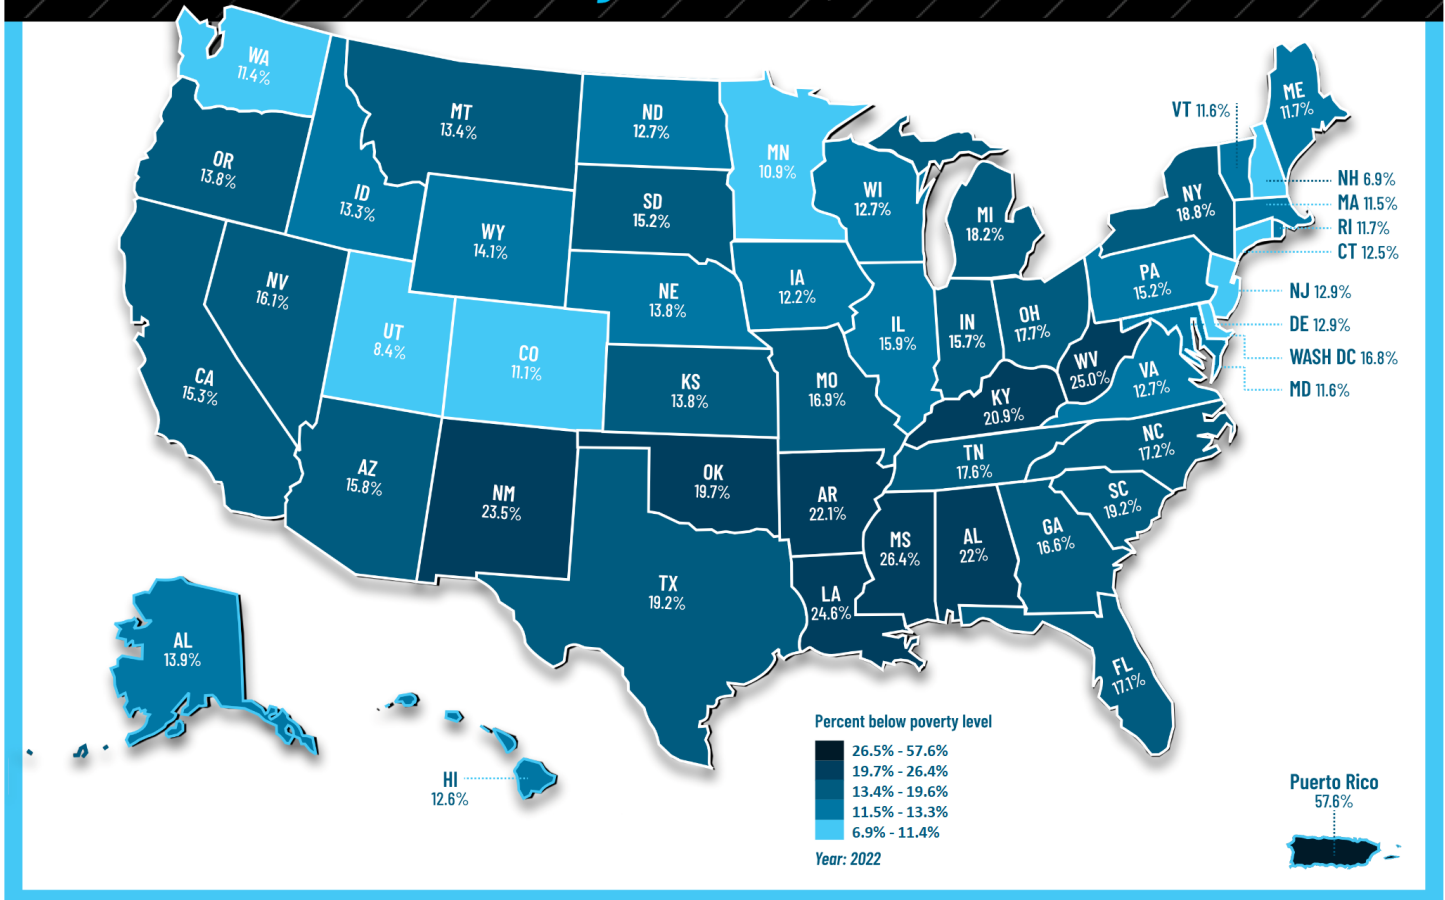 WA
11.4%
OR
13.8%
MT
13.4%
ID
13.3%
WY
14.1%
ND
12.7%
SD
15.2%
MN
10.9%
WI
12.7%
MI
18.2%
VT 11.6%
ME
11.7%
NY
18.8%
NH 6.9%
MA 11.5%
RI 11.7%
CT 12.5%
NJ 12.9%
DE 12.9%
WASH DC 16.8%
MD 11.6%
PA
15.2%
NV
16.1%
UT
8.4%
CO
11.1%
NE
13.8%
IA
12.2%
IL
15.9%
IN
15.7%
OH
17.7%
WV
25.0%
VA
12.7%
CA
15.3%
KS
13.8%
MO
16.9%
KY
20.9%
NC
17.2%
TN
17.6%
SC
19.2%
AZ
15.8%
NM
23.5%
OK
19.7%
AR
22.1%
MS
26.4%
AL
22%
GA
16.6%
TX
19.2%
LA
24.6%
FL
17.1%
AL
13.9%
HI
12.6%
Percent below poverty level
26.5% - 57.6%
19.7% - 26.4%
13.4% - 19.6%
11.5% - 13.3%
6.9% - 11.4%
Year: 2022
Puerto Rico
57.6%